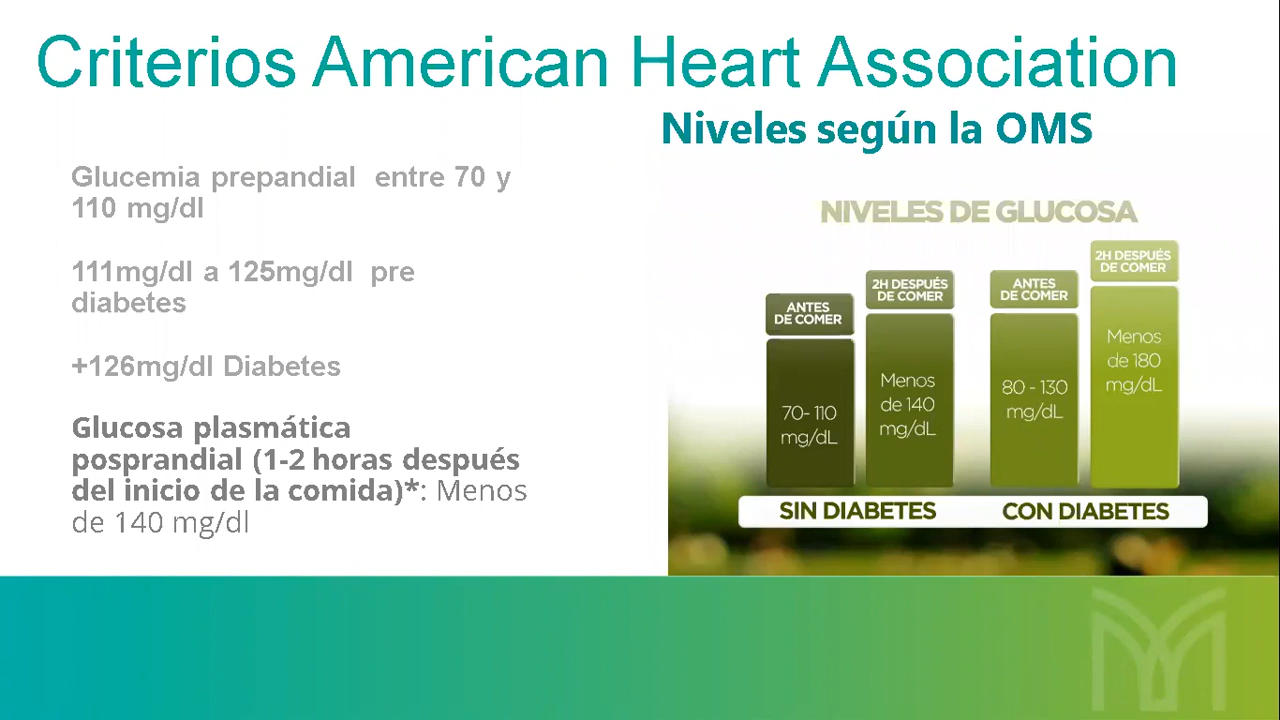 Criterios American Heart Association
Niveles según la OMS
Glucemia prepandial entre 70 y
110 mg/dl
111mg/dl a 125mg/dl pre
diabetes
+126mg/dl Diabetes
Glucosa plasmática
posprandial (1-2 horas después
del inicio de la comida)*: Menos
de 140 mg/dl
NIVELES DE GLUCOSA
ANTES
DE COMER
70- 110
mg/dL
2H DESPUÉS
DE COMER
Menos
de 140
mg/dL
ANTES
DE COMER
80 - 130
mg/dL
2H DESPUÉS
DE COMER
Menos
de 180
mg/dL
SIN DIABETES
CON DIABETES